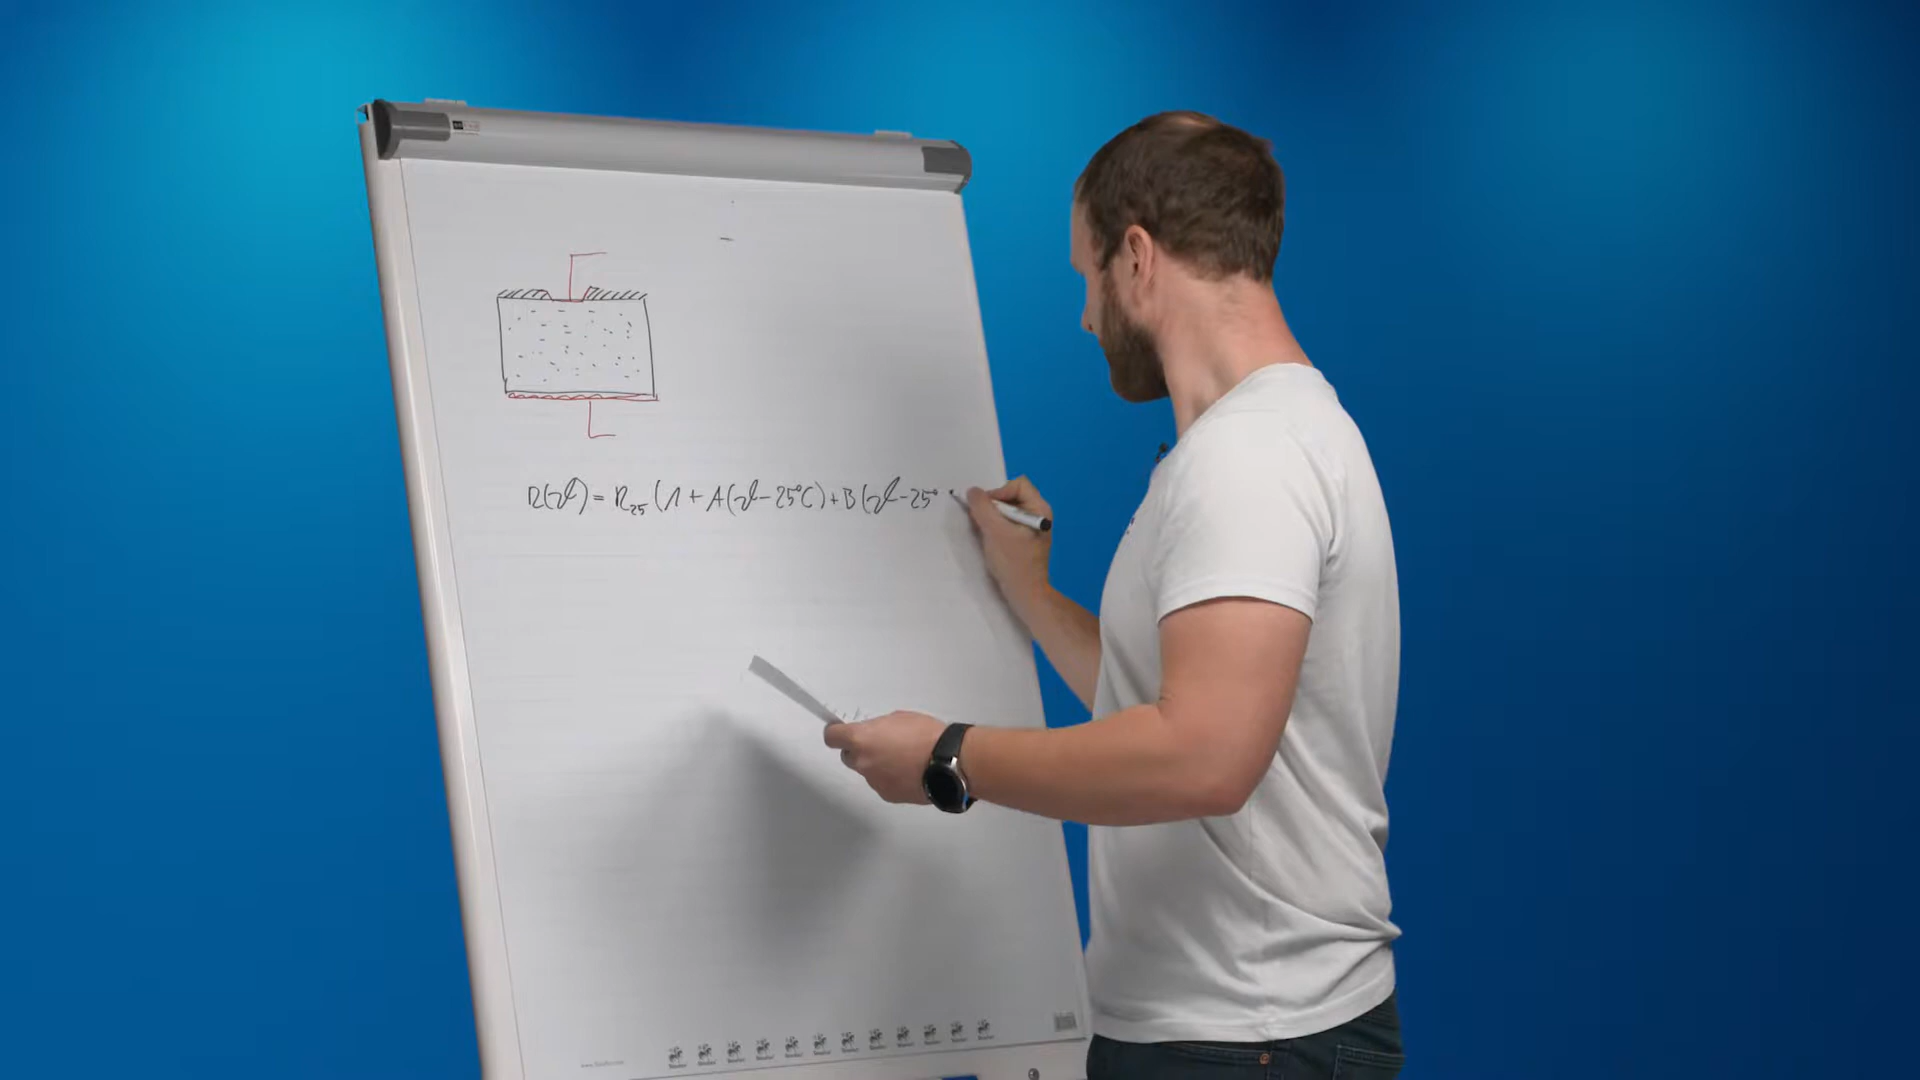 R(ϑ) = R₂₅ (1 + A(ϑ - 25°C) + B(ϑ - 25°